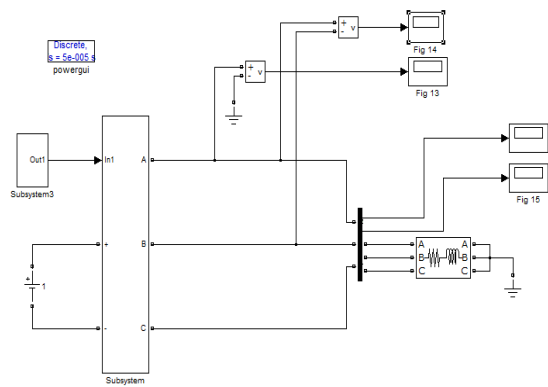 +
-
v
Fig 14
Discrete,
s = 5e-005 s
powergui
+
-
v
Fig 13
Out1
Subsystem3
In1
A
+
B
-
C
Subsystem
+
1
Fig 15
A
A
B
B
C
C